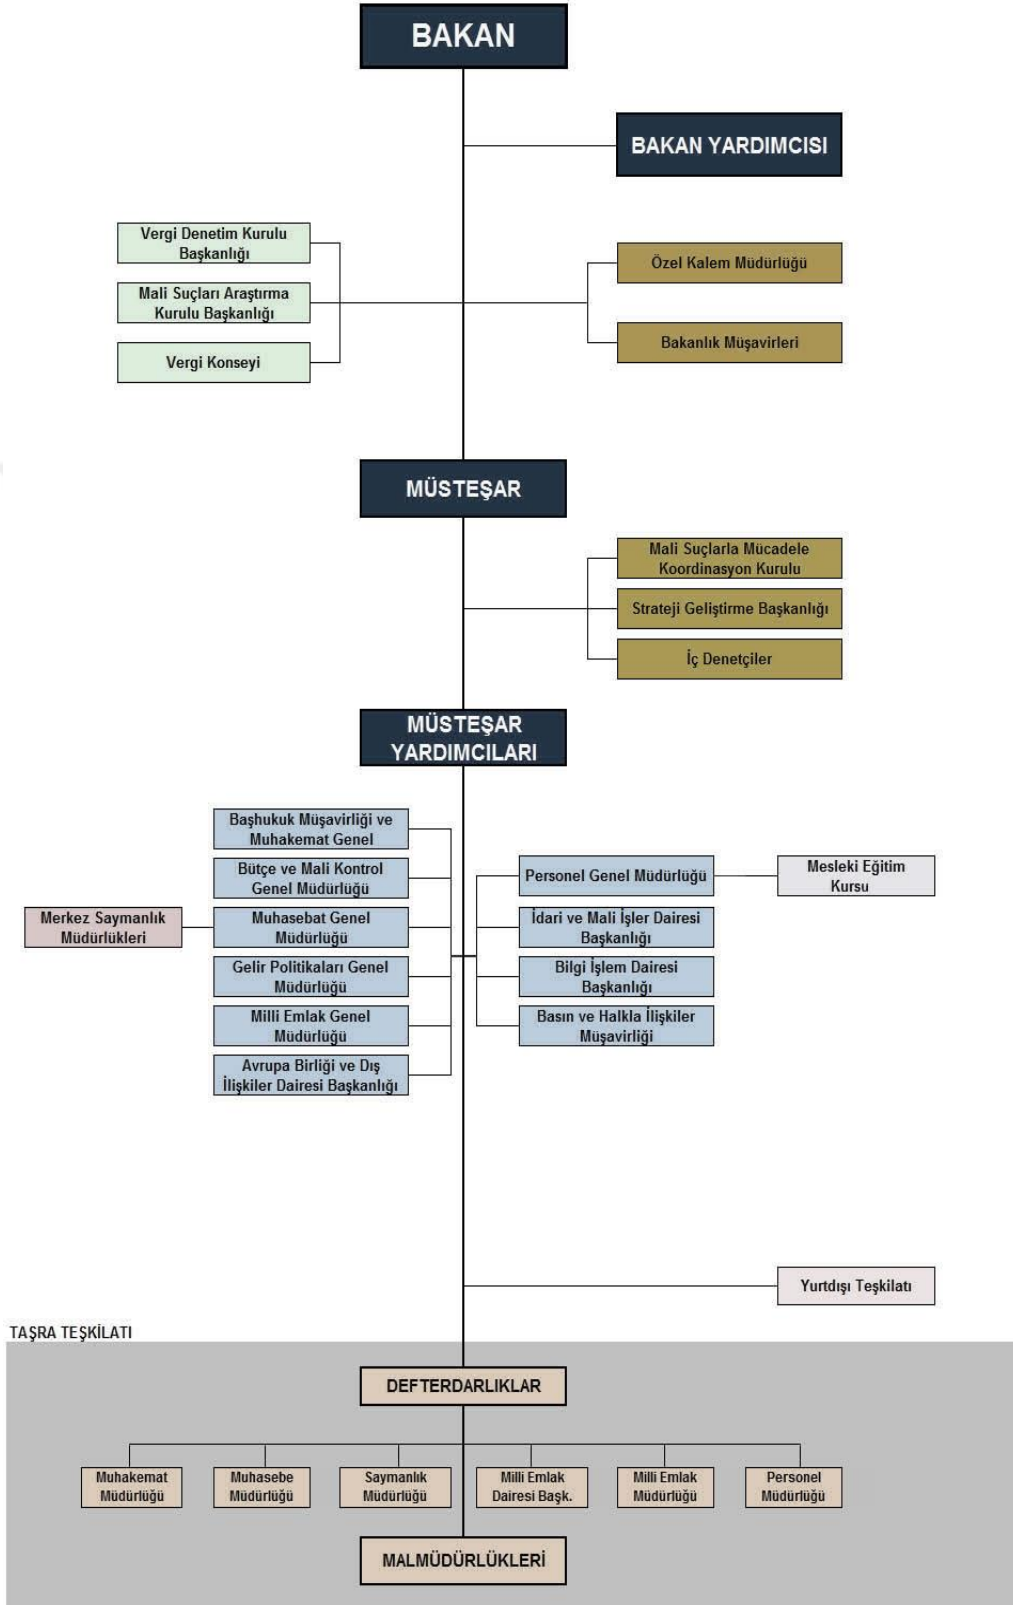 BAKAN
BAKAN YARDIMCISI
Vergi Denetim Kurulu
Başkanlığı
Mali Suçları Araştırma
Kurulu Başkanlığı
Vergi Konseyi
Özel Kalem Müdürlüğü
Bakanlık Müşavirleri
MÜSTEŞAR
Mali Suçlarla Mücadele
Koordinasyon Kurulu
Strateji Geliştirme Başkanlığı
İç Denetçiler
MÜSTEŞAR
YARDIMCILARI
Başhukuk Müşavirliği ve
Muhakemat Genel
Bütçe ve Mali Kontrol
Genel Müdürlüğü
Merkez Saymanlık
Müdürlükleri
Muhasebat Genel
Müdürlüğü
Gelir Politikaları Genel
Müdürlüğü
Milli Emlak Genel
Müdürlüğü
Avrupa Birliği ve Dış
İlişkiler Dairesi Başkanlığı
Personel Genel Müdürlüğü
Mesleki Eğitim
Kursu
İdari ve Mali İşler Dairesi
Başkanlığı
Bilgi İşlem Dairesi
Başkanlığı
Basın ve Halkla İlişkiler
Müşavirliği
Yurtdışı Teşkilatı
TAŞRA TEŞKİLATI
DEFTERDARLIKLAR
Muhakemat
Müdürlüğü
Muhasebe
Müdürlüğü
Saymanlık
Müdürlüğü
Milli Emlak
Dairesi Başk.
Milli Emlak
Müdürlüğü
Personel
Müdürlüğü
MALMÜDÜRLÜKLERİ